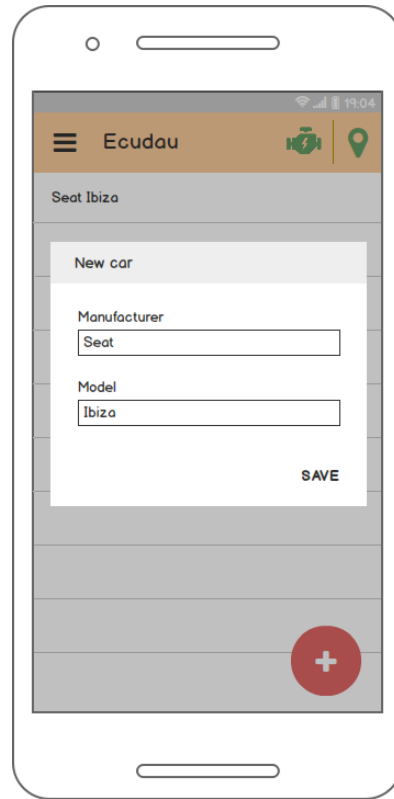 19:04
Ecudau
Seat Ibiza
New car
Manufacturer
Seat
Model
Ibiza
SAVE